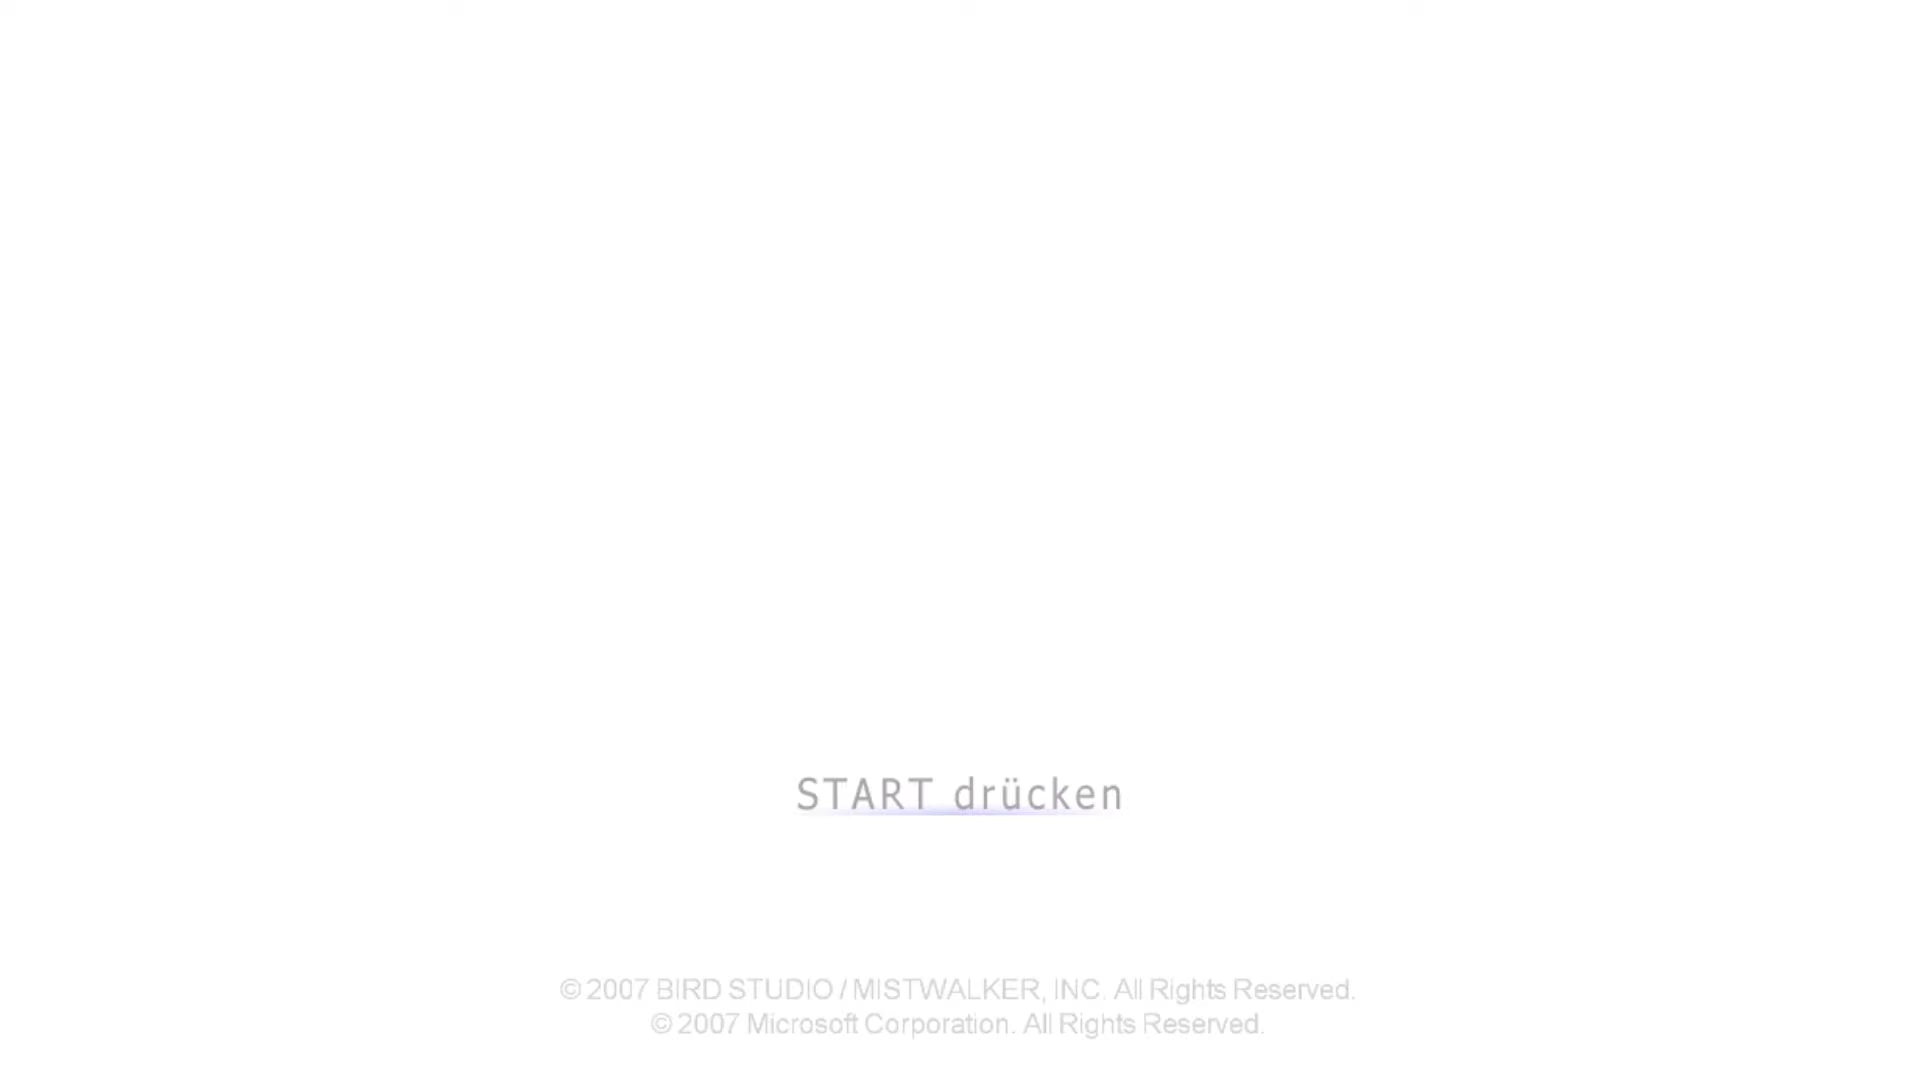 START drücken
© 2007 BIRD STUDIO / MISTWALKER, INC. All Rights Reserved.
© 2007 Microsoft Corporation. All Rights Reserved.